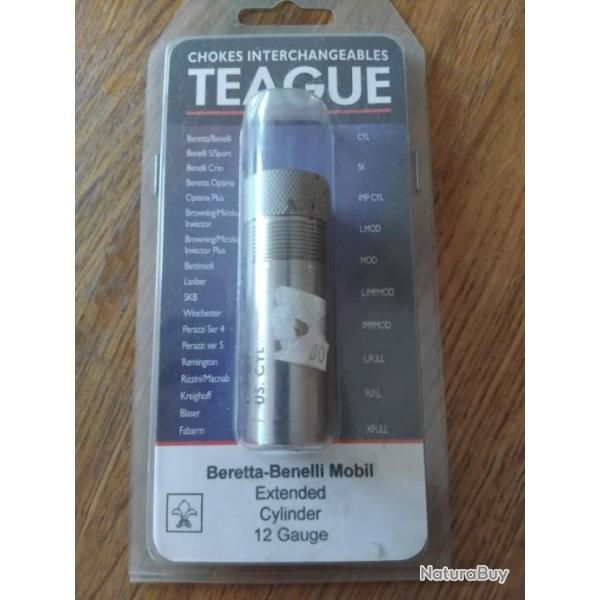 CHOKES INTERCHANGEABLES
TEAGUE
Beretta/Benelli
Benelli S/Sport
Benelli Crio
Beretta Optima
Optima Plus
Browning/Miroku
Invector
Browning/Miroku
Invector Plus
Bettinsoli
Lanber
SKB
Winchester
Perazzi Ser 4
Perazzi ser 5
Remington
Rizzini/Macnab
Kreighoff
Blaser
Fabarm
CYL
SK
IMP CYL
LMOD
MOD
LIMPMOD
IMPMOD
LFULL
FULL
XFULL
US. CYL
Beretta-Benelli Mobil
Extended
Cylinder
12 Gauge
NaturaBuy